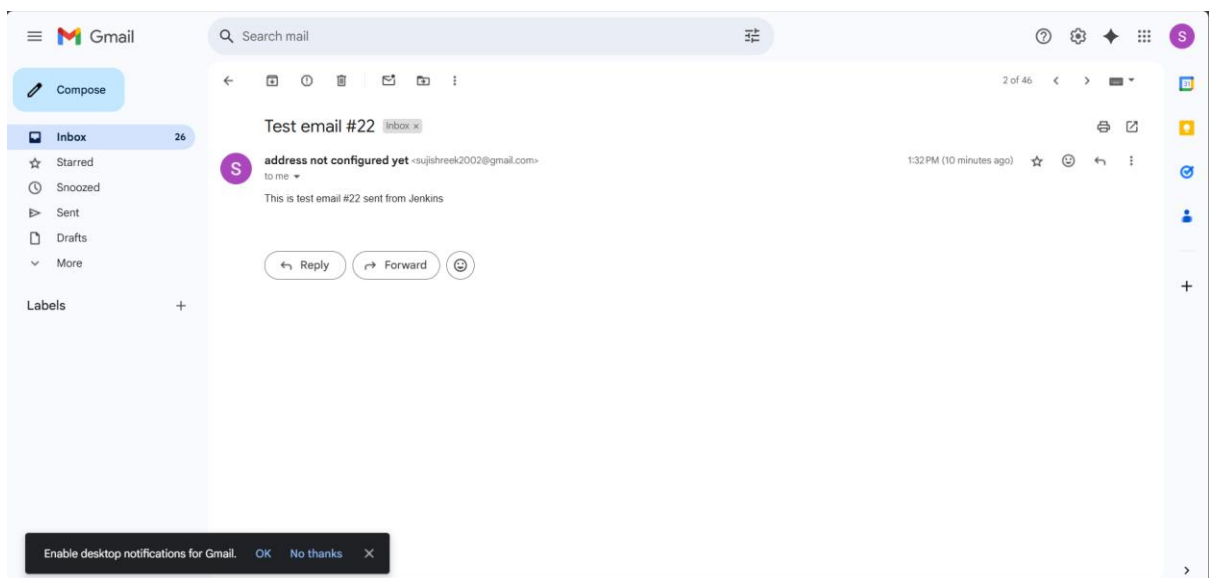 Gmail
Search mail
S
Compose
2 of 46
31
Inbox 26
Starred
Snoozed
Sent
Drafts
More
Labels
Test email #22 Inbox x
S
address not configured yet <sujishreek2002@gmail.com> 1:32 PM (10 minutes ago)
to me
This is test email #22 sent from Jenkins
Reply Forward
Enable desktop notifications for Gmail. OK No thanks